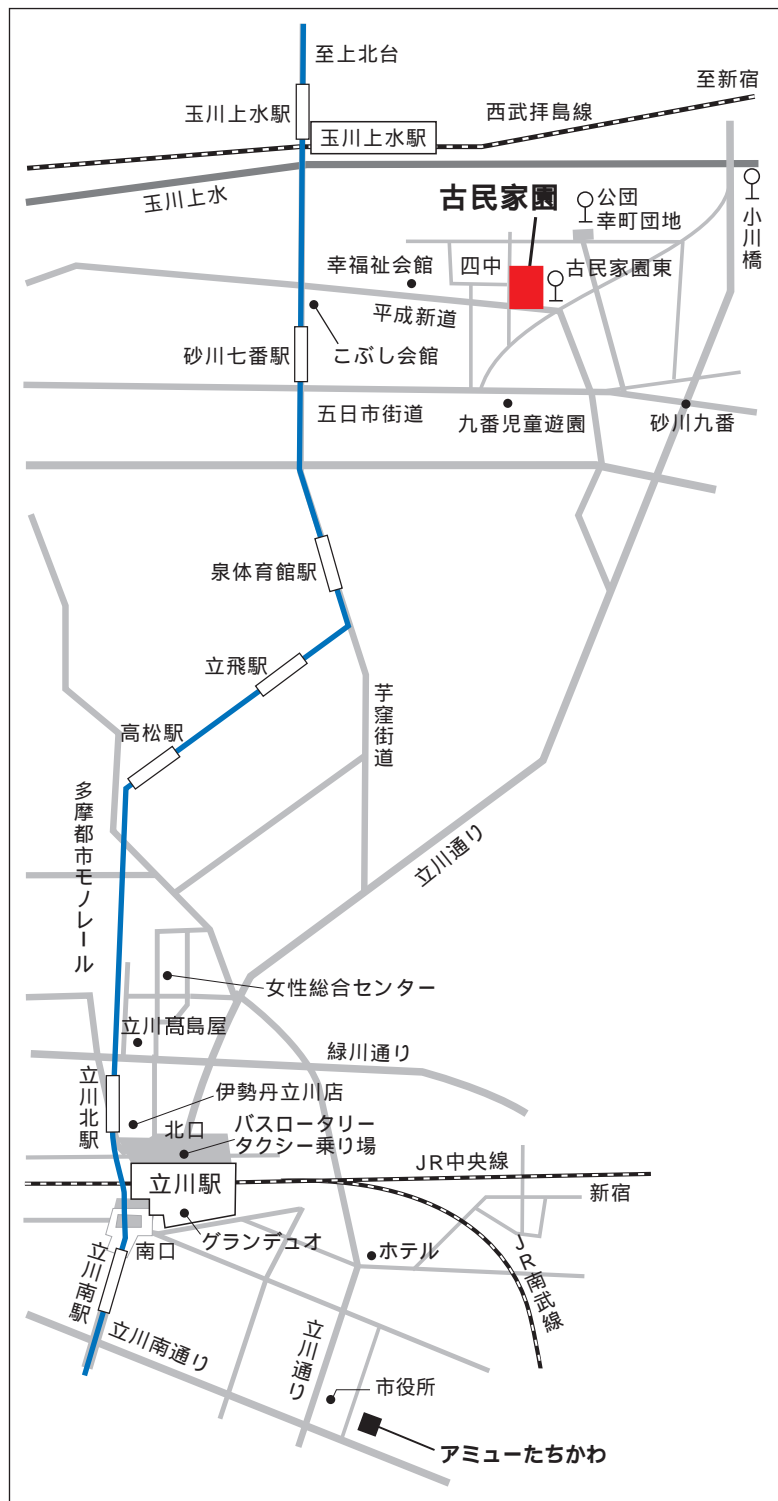 至上北台
至新宿
玉川上水駅
西武拝島線
玉川上水駅
玉川上水
古民家園
公団
幸町団地
小川橋
幸福祉会館
四中
古民家園東
平成新道
砂川七番駅
こぶし会館
五日市街道
九番児童遊園
砂川九番
泉体育館駅
立飛駅
芋窪街道
高松駅
多摩都市モノレール
立川通り
女性総合センター
立川髙島屋
緑川通り
立川北駅
伊勢丹立川店
北口
バスロータリー
タクシー乗り場
JR中央線
立川駅
新宿
グランデュオ
南口
ホテル
JR南武線
立川南駅
立川南通り
立川通り
市役所
アミューたちかわ